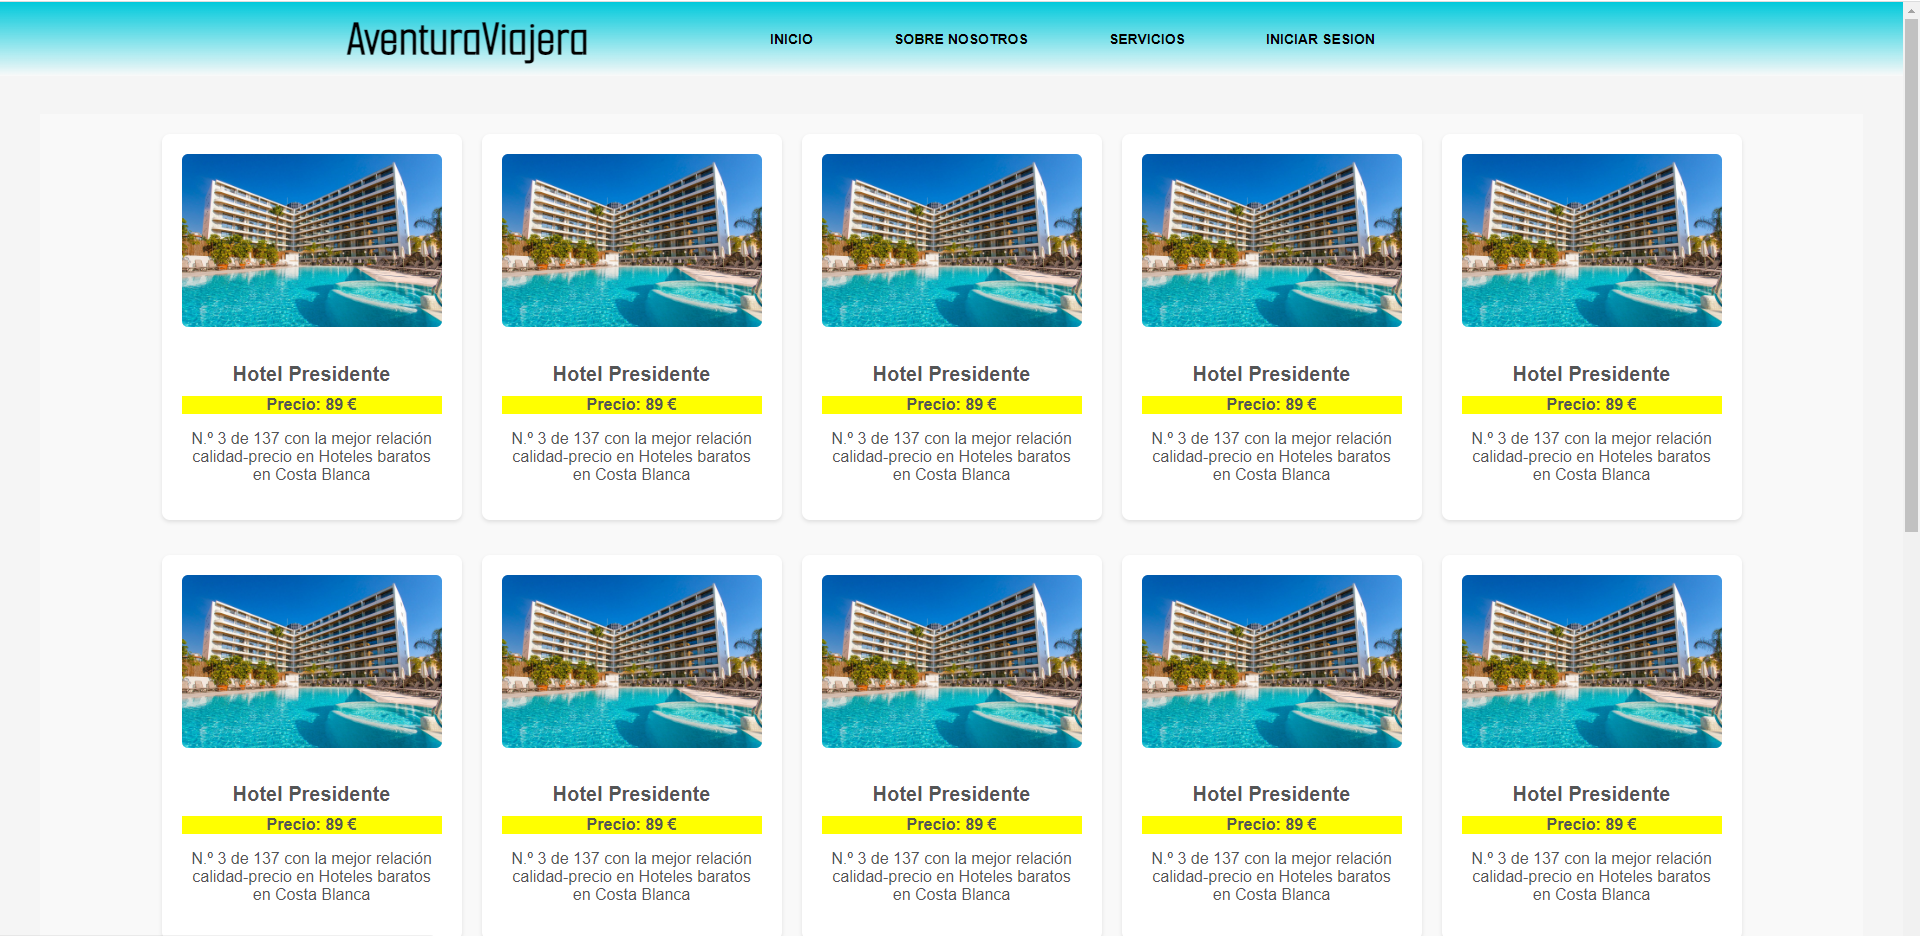 AventuraViajera
INICIO SOBRE NOSOTROS SERVICIOS INICIAR SESION
Hotel Presidente
Precio: 89 €
N.º 3 de 137 con la mejor relación
calidad-precio en Hoteles baratos
en Costa Blanca
Hotel Presidente
Precio: 89 €
N.º 3 de 137 con la mejor relación
calidad-precio en Hoteles baratos
en Costa Blanca
Hotel Presidente
Precio: 89 €
N.º 3 de 137 con la mejor relación
calidad-precio en Hoteles baratos
en Costa Blanca
Hotel Presidente
Precio: 89 €
N.º 3 de 137 con la mejor relación
calidad-precio en Hoteles baratos
en Costa Blanca
Hotel Presidente
Precio: 89 €
N.º 3 de 137 con la mejor relación
calidad-precio en Hoteles baratos
en Costa Blanca
Hotel Presidente
Precio: 89 €
N.º 3 de 137 con la mejor relación
calidad-precio en Hoteles baratos
en Costa Blanca
Hotel Presidente
Precio: 89 €
N.º 3 de 137 con la mejor relación
calidad-precio en Hoteles baratos
en Costa Blanca
Hotel Presidente
Precio: 89 €
N.º 3 de 137 con la mejor relación
calidad-precio en Hoteles baratos
en Costa Blanca
Hotel Presidente
Precio: 89 €
N.º 3 de 137 con la mejor relación
calidad-precio en Hoteles baratos
en Costa Blanca
Hotel Presidente
Precio: 89 €
N.º 3 de 137 con la mejor relación
calidad-precio en Hoteles baratos
en Costa Blanca